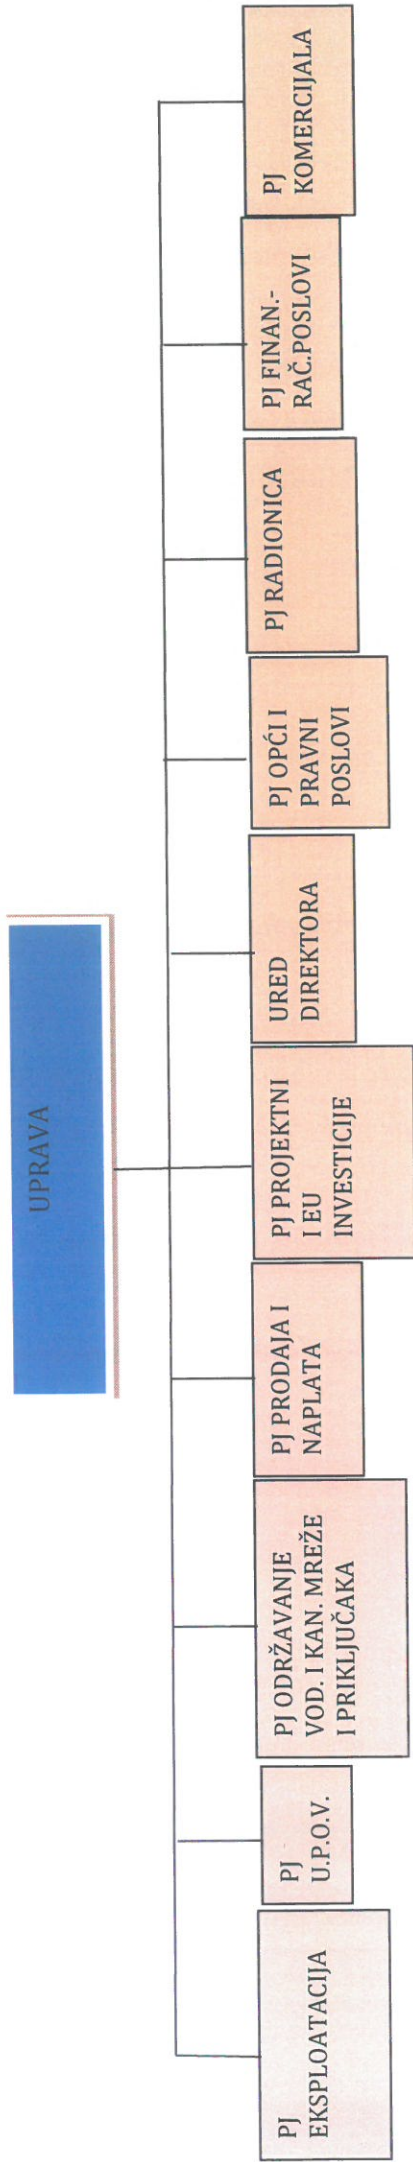 UPRAVA
PJ
EKSPLOATACIJA
PJ
U.P.O.V.
PJ ODRŽAVANJE
VOD. I KAN. MREŽE
I PRIKLJUČAKA
PJ PRODAJA I
NAPLATA
PJ PROJEKTNI
I EU
INVESTICIJE
URED
DIREKTORA
PJ OPĆI I
PRAVNI
POSLOVI
PJ RADIONICA
PJ FINAN.-
RAČ.POSLOVI
PJ
KOMERCIJALA